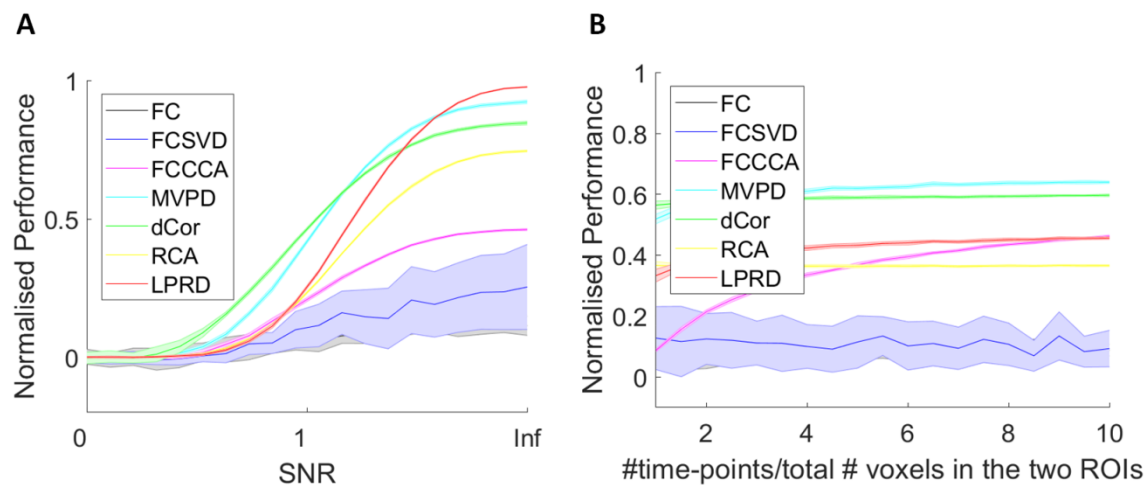 A
Normalised Performance
1
0.5
0
FC
FCSVD
FCCCA
MVPD
dCor
RCA
LPRD
0
1
Inf
SNR
B
Normalised Performance
1
0.8
0.6
0.4
0.2
0
FC
FCSVD
FCCCA
MVPD
dCor
RCA
LPRD
2
4
6
8
10
#time-points/total # voxels in the two ROIs